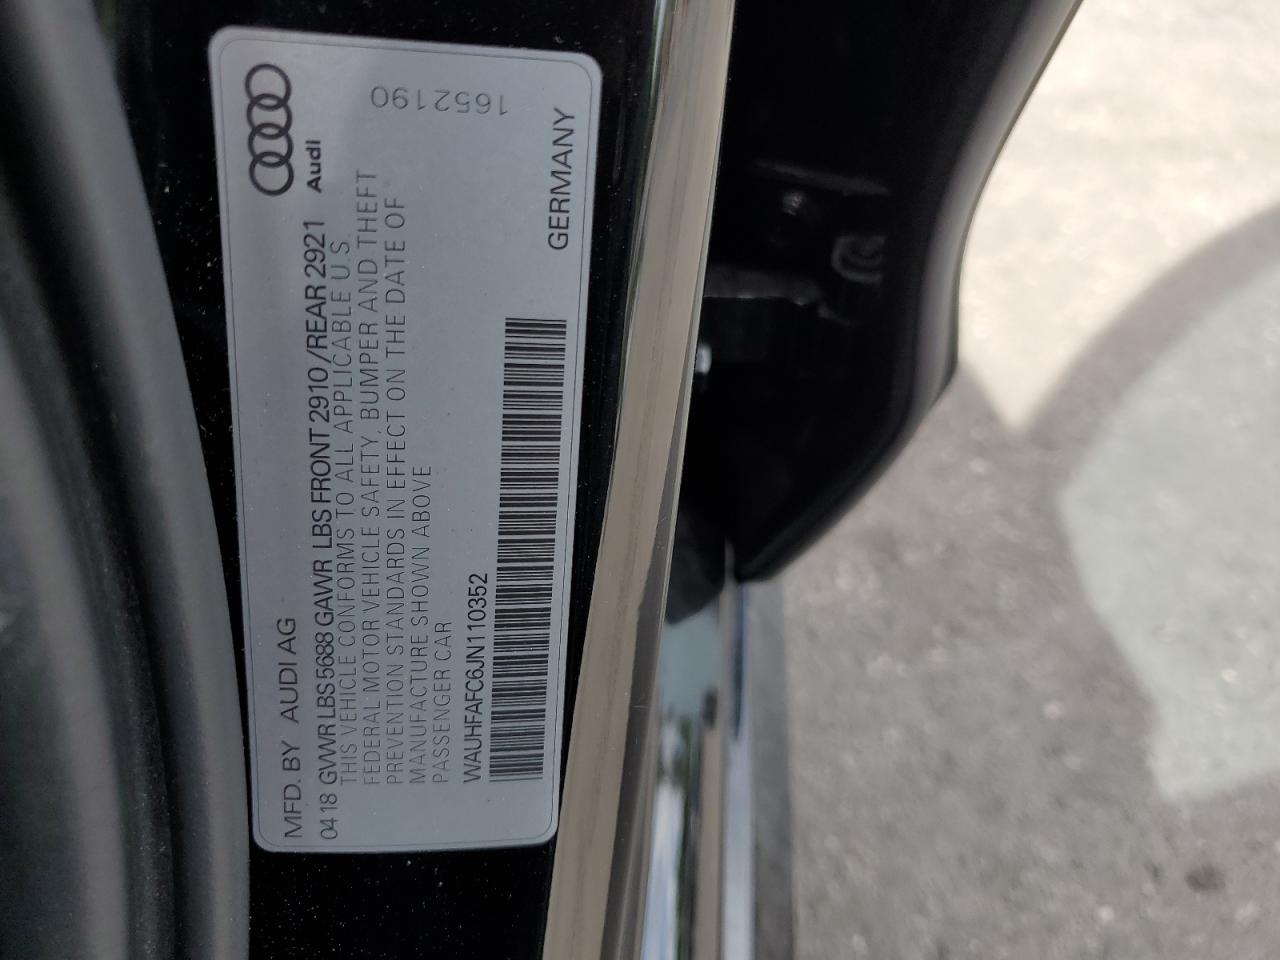 MFD. BY AUDI AG
Audi
04 18 GVWR LBS 5688 GAWR LBS FRONT 2910/REAR 2921
THIS VEHICLE CONFORMS TO ALL APPLICABLE U S
FEDERAL MOTOR VEHICLE SAFETY, BUMPER AND THEFT
PREVENTION STANDARDS IN EFFECT ON THE DATE OF
MANUFACTURE SHOWN ABOVE
PASSENGER CAR
1652190
WAUHFAFC6JN110352
GERMANY